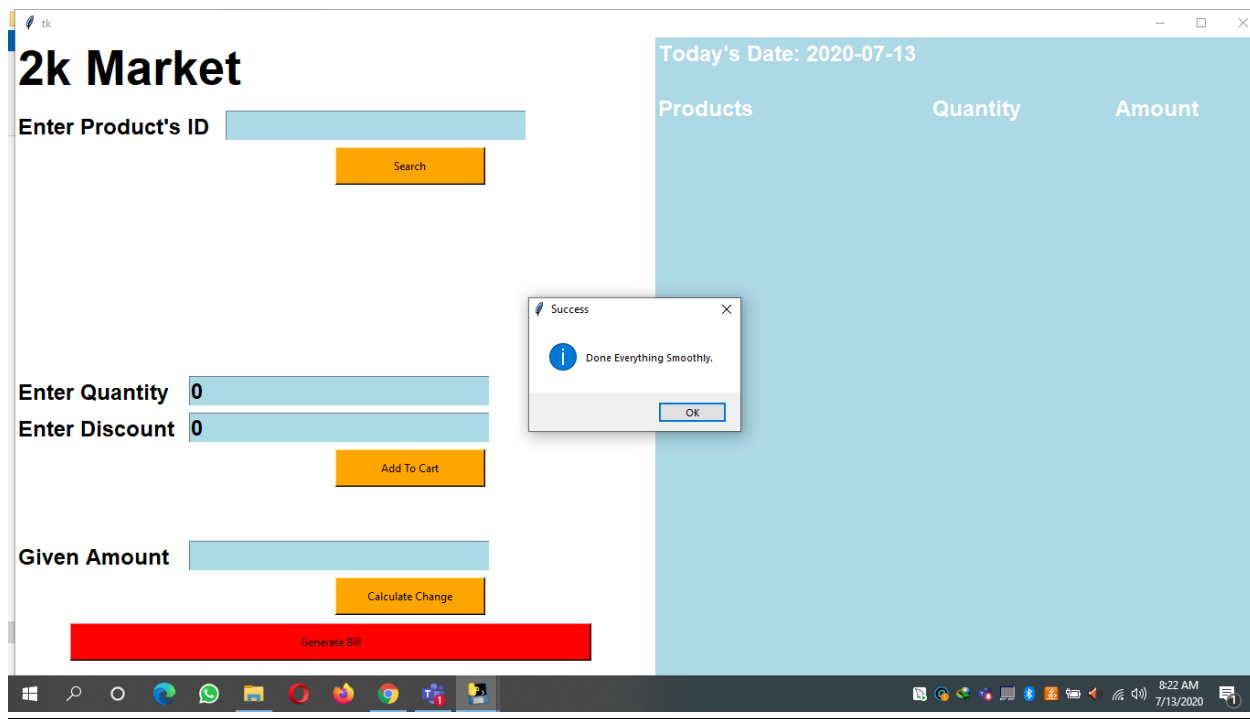 tk
2k Market
Today's Date: 2020-07-13
Products Quantity Amount
Enter Product's ID
Search
Success
Done Everything Smoothly.
OK
Enter Quantity 0
Enter Discount 0
Add To Cart
Given Amount
Calculate Change
Generate Bill
8:22 AM
7/13/2020